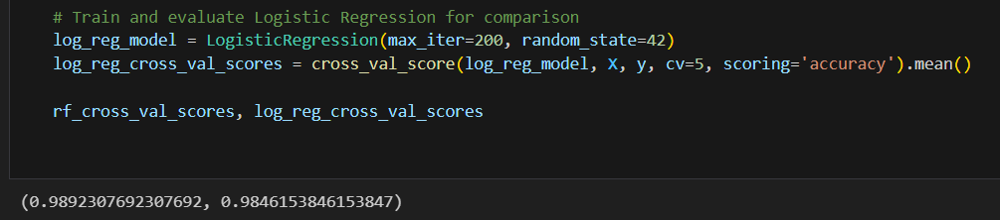 # Train and evaluate Logistic Regression for comparison
log_reg_model = LogisticRegression(max_iter=200, random_state=42)
log_reg_cross_val_scores = cross_val_score(log_reg_model, X, y, cv=5, scoring='accuracy').mean()
rf_cross_val_scores, log_reg_cross_val_scores
(0.9892307692307692, 0.9846153846153847)